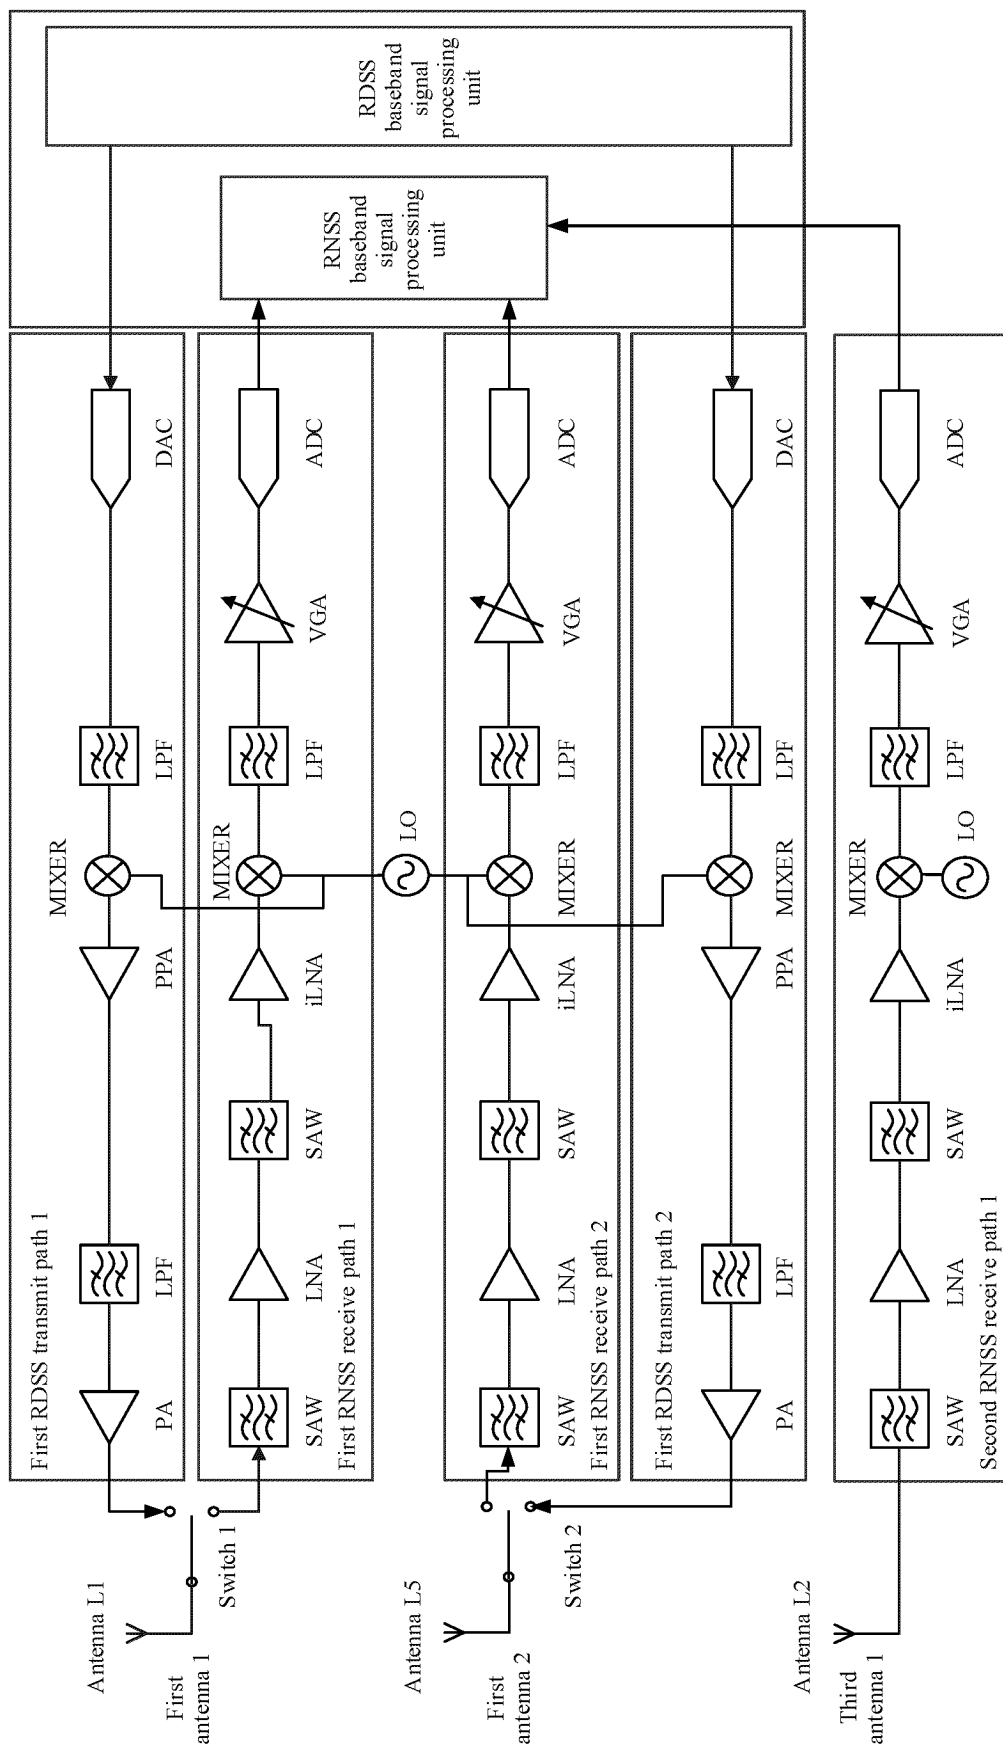 Antenna L1
First
antenna 1
Switch 1
First RDSS transmit path 1
PA
LPF
PPA
MIXER
LPF
DAC
RDSS
baseband
signal
processing
unit
SAW
LNA
SAW
iLNA
MIXER
LPF
VGA
ADC
First RNSS receive path 1
RNSS
baseband
signal
processing
unit
LO
Antenna L5
First
antenna 2
Switch 2
SAW
LNA
SAW
iLNA
MIXER
LPF
VGA
ADC
First RNSS receive path 2
First RDSS transmit path 2
PA
LPF
PPA
MIXER
LPF
DAC
Antenna L2
Third
antenna 1
MIXER
SAW
LNA
SAW
iLNA
LO
LPF
VGA
ADC
Second RNSS receive path 1